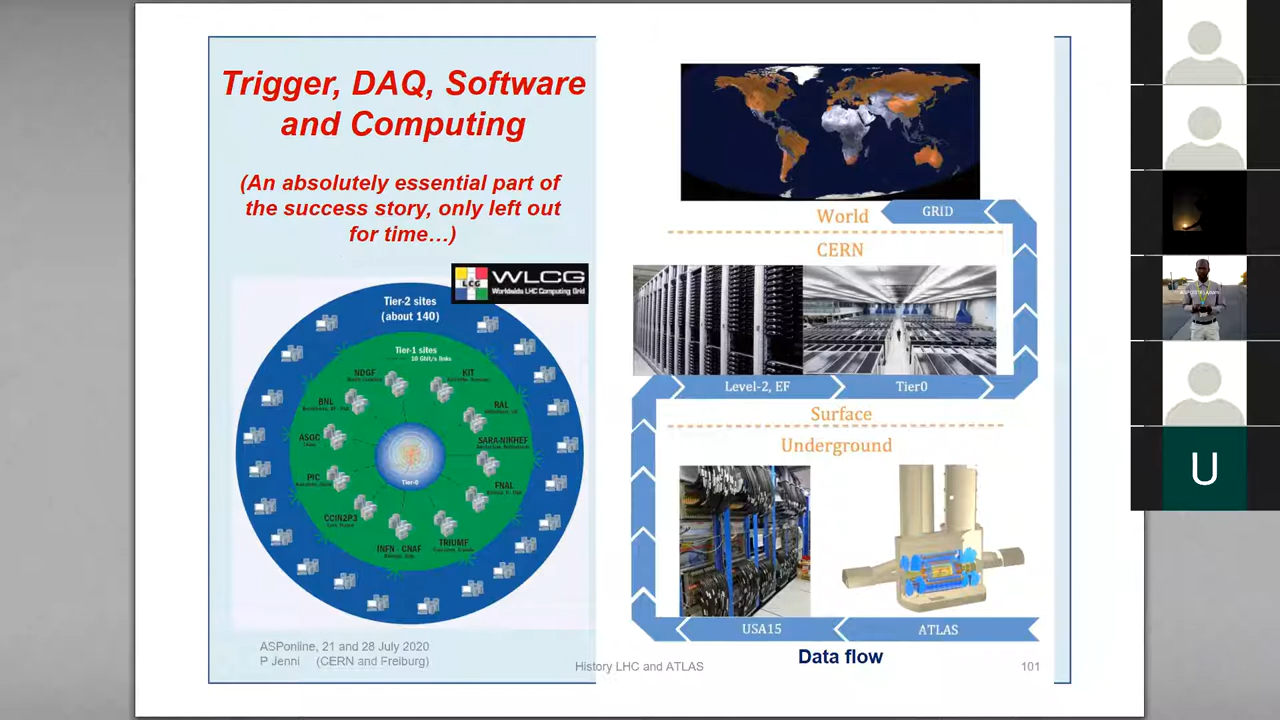 Trigger, DAQ, Software
and Computing
(An absolutely essential part of
the success story, only left out
for time…)
WLCG
Worldwide LHC Computing Grid
LCG
Tier-2 sites
(about 140)
Tier-1 sites
10 Gbit/s links
NDGF
KIT
BNL
RAL
ASGC
SARA-NIKHEF
PIC
FNAL
CCIN2P3
TRIUMF
INFN - CNAF
Tier-0
World
GRID
CERN
Level-2, EF
Tier0
Surface
Underground
USA15
ATLAS
Data flow
ASPonline, 21 and 28 July 2020
P Jenni (CERN and Freiburg)
History LHC and ATLAS
101
U